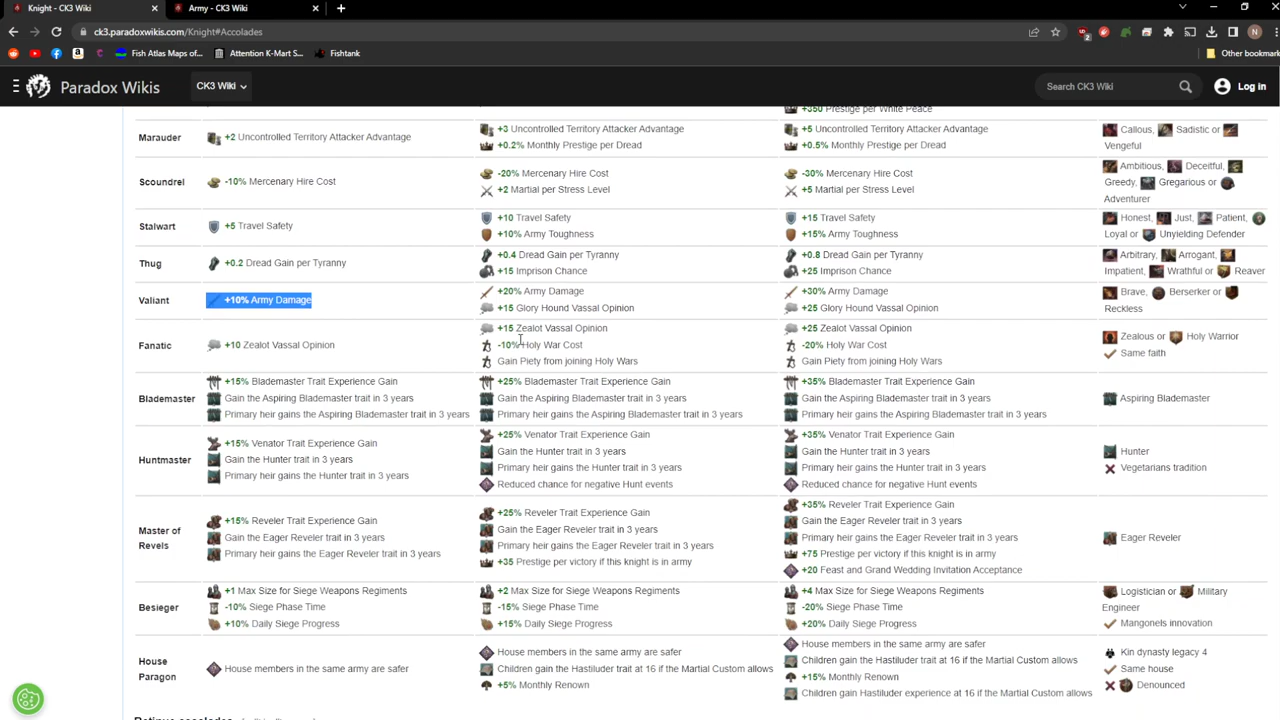 Knight - CK3 Wiki
Army - CK3 Wiki
ck3.paradoxwikis.com/Knight#Accolades
2
N
Fish Atlas Maps of...
Attention K-Mart S...
Fishtank
Other bookmark
Paradox Wikis
CK3 Wiki
Search CK3 Wiki
Log in
+350 Prestige per White Peace
Marauder
+2 Uncontrolled Territory Attacker Advantage
+3 Uncontrolled Territory Attacker Advantage
+0.2% Monthly Prestige per Dread
+5 Uncontrolled Territory Attacker Advantage
+0.5% Monthly Prestige per Dread
Callous, Sadistic or
Vengeful
Scoundrel
-10% Mercenary Hire Cost
-20% Mercenary Hire Cost
+2 Martial per Stress Level
-30% Mercenary Hire Cost
+5 Martial per Stress Level
Ambitious, Deceitful,
Greedy, Gregarious or
Adventurer
Stalwart
+5 Travel Safety
+10 Travel Safety
+10% Army Toughness
+15 Travel Safety
+15% Army Toughness
Honest, Just, Patient,
Loyal or Unyielding Defender
Thug
+0.2 Dread Gain per Tyranny
+0.4 Dread Gain per Tyranny
+15 Imprison Chance
+0.8 Dread Gain per Tyranny
+25 Imprison Chance
Arbitrary, Arrogant,
Impatient, Wrathful or Reaver
Valiant
+10% Army Damage
+20% Army Damage
+15 Glory Hound Vassal Opinion
+30% Army Damage
+25 Glory Hound Vassal Opinion
Brave, Berserker or
Reckless
Fanatic
+10 Zealot Vassal Opinion
+15 Zealot Vassal Opinion
-10% Holy War Cost
Gain Piety from joining Holy Wars
+25 Zealot Vassal Opinion
-20% Holy War Cost
Gain Piety from joining Holy Wars
Zealous or Holy Warrior
Same faith
Blademaster
+15% Blademaster Trait Experience Gain
Gain the Aspiring Blademaster trait in 3 years
Primary heir gains the Aspiring Blademaster trait in 3 years
+25% Blademaster Trait Experience Gain
Gain the Aspiring Blademaster trait in 3 years
Primary heir gains the Aspiring Blademaster trait in 3 years
+35% Blademaster Trait Experience Gain
Gain the Aspiring Blademaster trait in 3 years
Primary heir gains the Aspiring Blademaster trait in 3 years
Aspiring Blademaster
Huntmaster
+15% Venator Trait Experience Gain
Gain the Hunter trait in 3 years
Primary heir gains the Hunter trait in 3 years
+25% Venator Trait Experience Gain
Gain the Hunter trait in 3 years
Primary heir gains the Hunter trait in 3 years
Reduced chance for negative Hunt events
+35% Venator Trait Experience Gain
Gain the Hunter trait in 3 years
Primary heir gains the Hunter trait in 3 years
Reduced chance for negative Hunt events
Hunter
Vegetarians tradition
Master of
Revels
+15% Reveler Trait Experience Gain
Gain the Eager Reveler trait in 3 years
Primary heir gains the Eager Reveler trait in 3 years
+25% Reveler Trait Experience Gain
Gain the Eager Reveler trait in 3 years
Primary heir gains the Eager Reveler trait in 3 years
+35 Prestige per victory if this knight is in army
+35% Reveler Trait Experience Gain
Gain the Eager Reveler trait in 3 years
Primary heir gains the Eager Reveler trait in 3 years
+75 Prestige per victory if this knight is in army
+20 Feast and Grand Wedding Invitation Acceptance
Eager Reveler
Besieger
+1 Max Size for Siege Weapons Regiments
-10% Siege Phase Time
+10% Daily Siege Progress
+2 Max Size for Siege Weapons Regiments
-15% Siege Phase Time
+15% Daily Siege Progress
+4 Max Size for Siege Weapons Regiments
-20% Siege Phase Time
+20% Daily Siege Progress
Logistician or Military
Engineer
Mangonels innovation
House
Paragon
House members in the same army are safer
House members in the same army are safer
Children gain the Hastiluder trait at 16 if the Martial Custom allows
+5% Monthly Renown
House members in the same army are safer
Children gain the Hastiluder trait at 16 if the Martial Custom allows
+15% Monthly Renown
Children gain Hastiluder experience at 16 if the Martial Custom allows
Kin dynasty legacy 4
Same house
Denounced